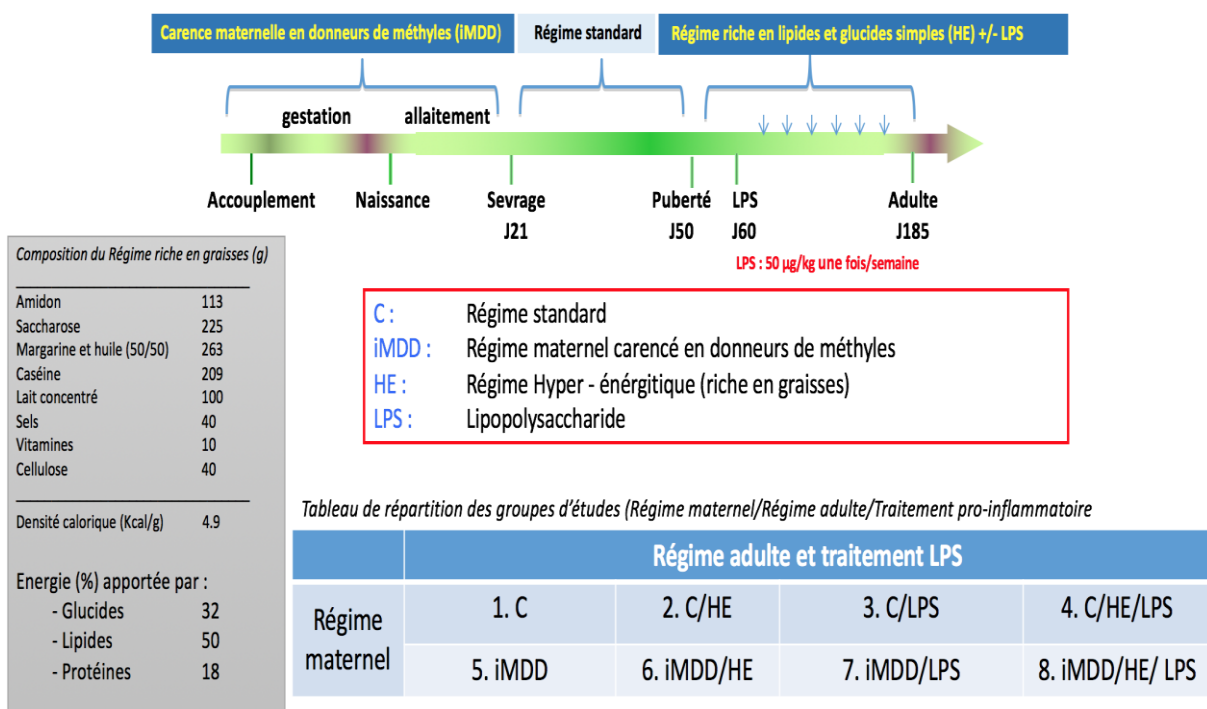 Carence maternelle en donneurs de méthyles (iMDD)
Régime standard
Régime riche en lipides et glucides simples (HE) +/- LPS
gestation
allaitement
Accouplement
Naissance
Sevrage
J21
Puberté
J50
LPS
J60
Adulte
J185
LPS : 50 µg/kg une fois/semaine
Composition du Régime riche en graisses (g)
Amidon 113
Saccharose 225
Margarine et huile (50/50) 263
Caséine 209
Lait concentré 100
Sels 40
Vitamines 10
Cellulose 40
Densité calorique (Kcal/g) 4.9
Energie (%) apportée par :
- Glucides 32
- Lipides 50
- Protéines 18
C : Régime standard
iMDD : Régime maternel carencé en donneurs de méthyles
HE : Régime Hyper - énérgitique (riche en graisses)
LPS : Lipopolysaccharide
Tableau de répartition des groupes d'études (Régime maternel/Régime adulte/Traitement pro-inflammatoire
Régime adulte et traitement LPS
Régime maternel
1. C
2. C/HE
3. C/LPS
4. C/HE/LPS
5. iMDD
6. iMDD/HE
7. iMDD/LPS
8. iMDD/HE/ LPS